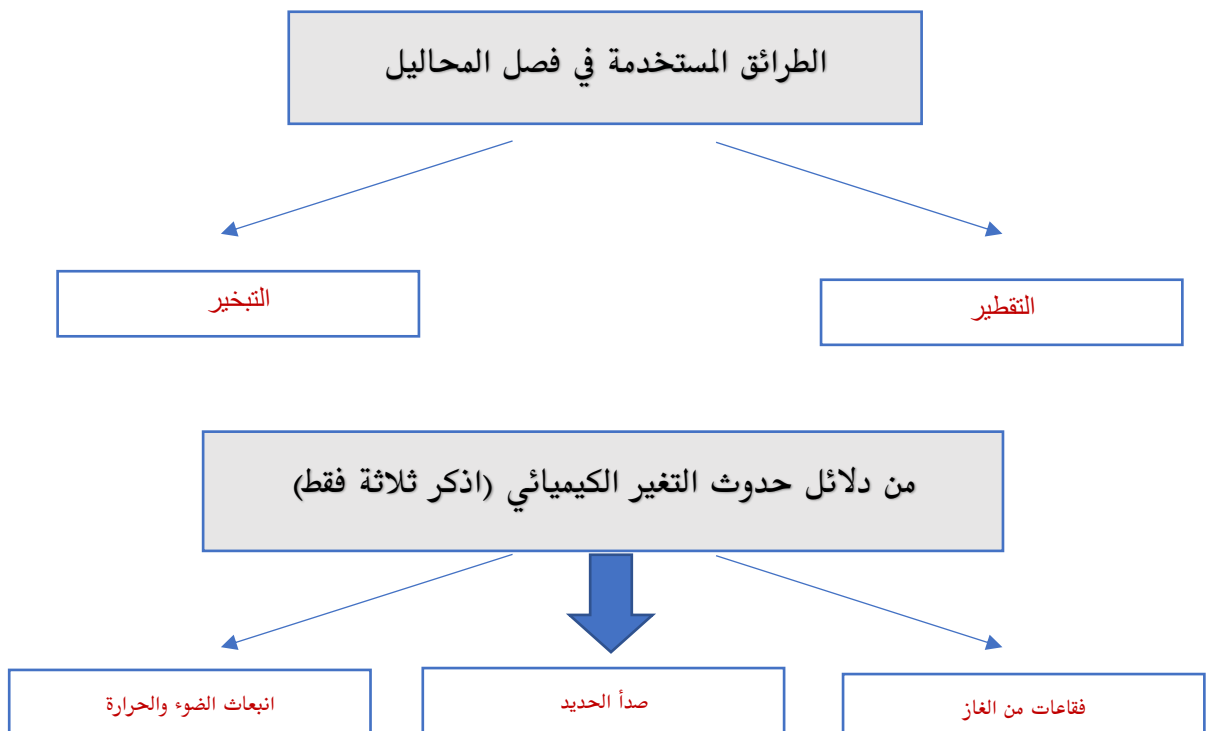 الطرائق المستخدمة في فصل المحاليل
التقطير
التبخير
من دلائل حدوث التغير الكيميائي (اذكر ثلاثة فقط)
فقاعات من الغاز
صدأ الحديد
انبعاث الضوء والحرارة